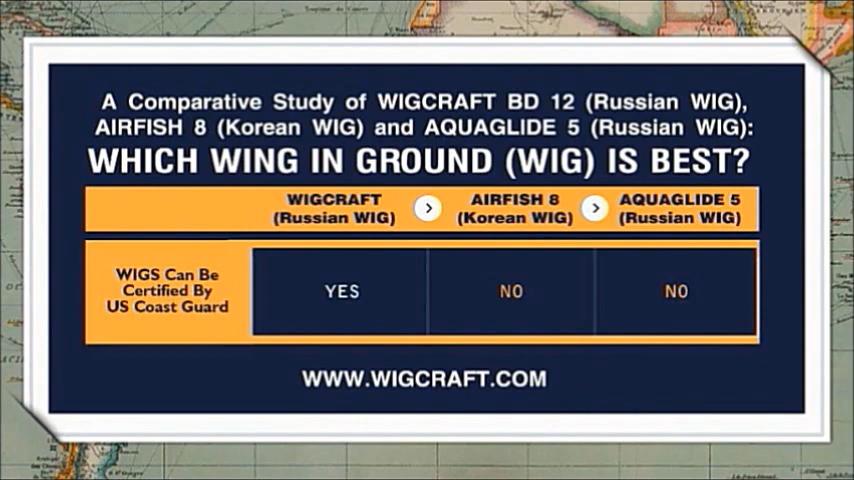 A Comparative Study of WIGCRAFT BD 12 (Russian WIG),
AIRFISH 8 (Korean WIG) and AQUAGLIDE 5 (Russian WIG):
WHICH WING IN GROUND (WIG) IS BEST?
WIGCRAFT
(Russian WIG)
AIRFISH 8
(Korean WIG)
AQUAGLIDE 5
(Russian WIG)
WIGS Can Be
Certified By
US Coast Guard
YES
NO
NO
WWW.WIGCRAFT.COM